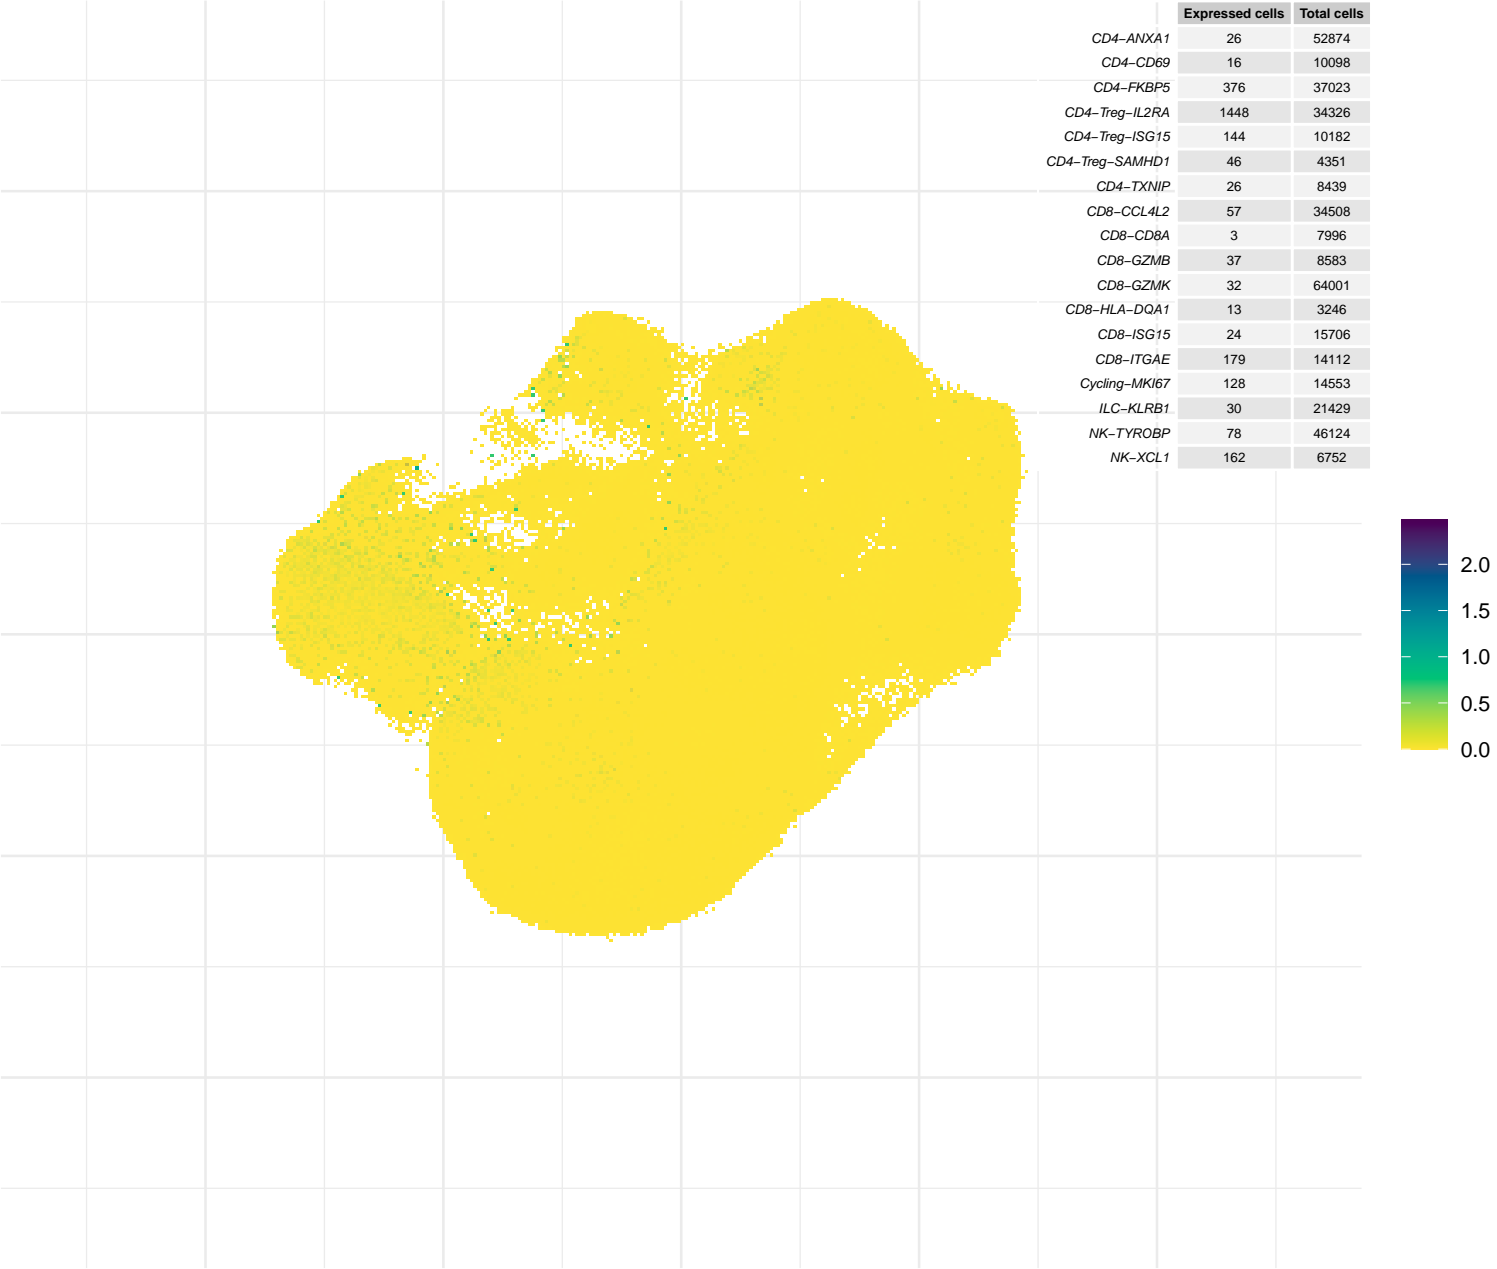 Expressed cells Total cells
CD4−ANXA1 26 52874
CD4−CD69 16 10098
CD4−FKBP5 376 37023
CD4−Treg−IL2RA 1448 34326
CD4−Treg−ISG15 144 10182
CD4−Treg−SAMHD1 46 4351
CD4−TXNIP 26 8439
CD8−CCL4L2 57 34508
CD8−CD8A 3 7996
CD8−GZMB 37 8583
CD8−GZMK 32 64001
CD8−HLA−DQA1 13 3246
CD8−ISG15 24 15706
CD8−ITGAE 179 14112
Cycling−MKI67 128 14553
ILC−KLRB1 30 21429
NK−TYROBP 78 46124
NK−XCL1 162 6752
2.0
1.5
1.0
0.5
0.0